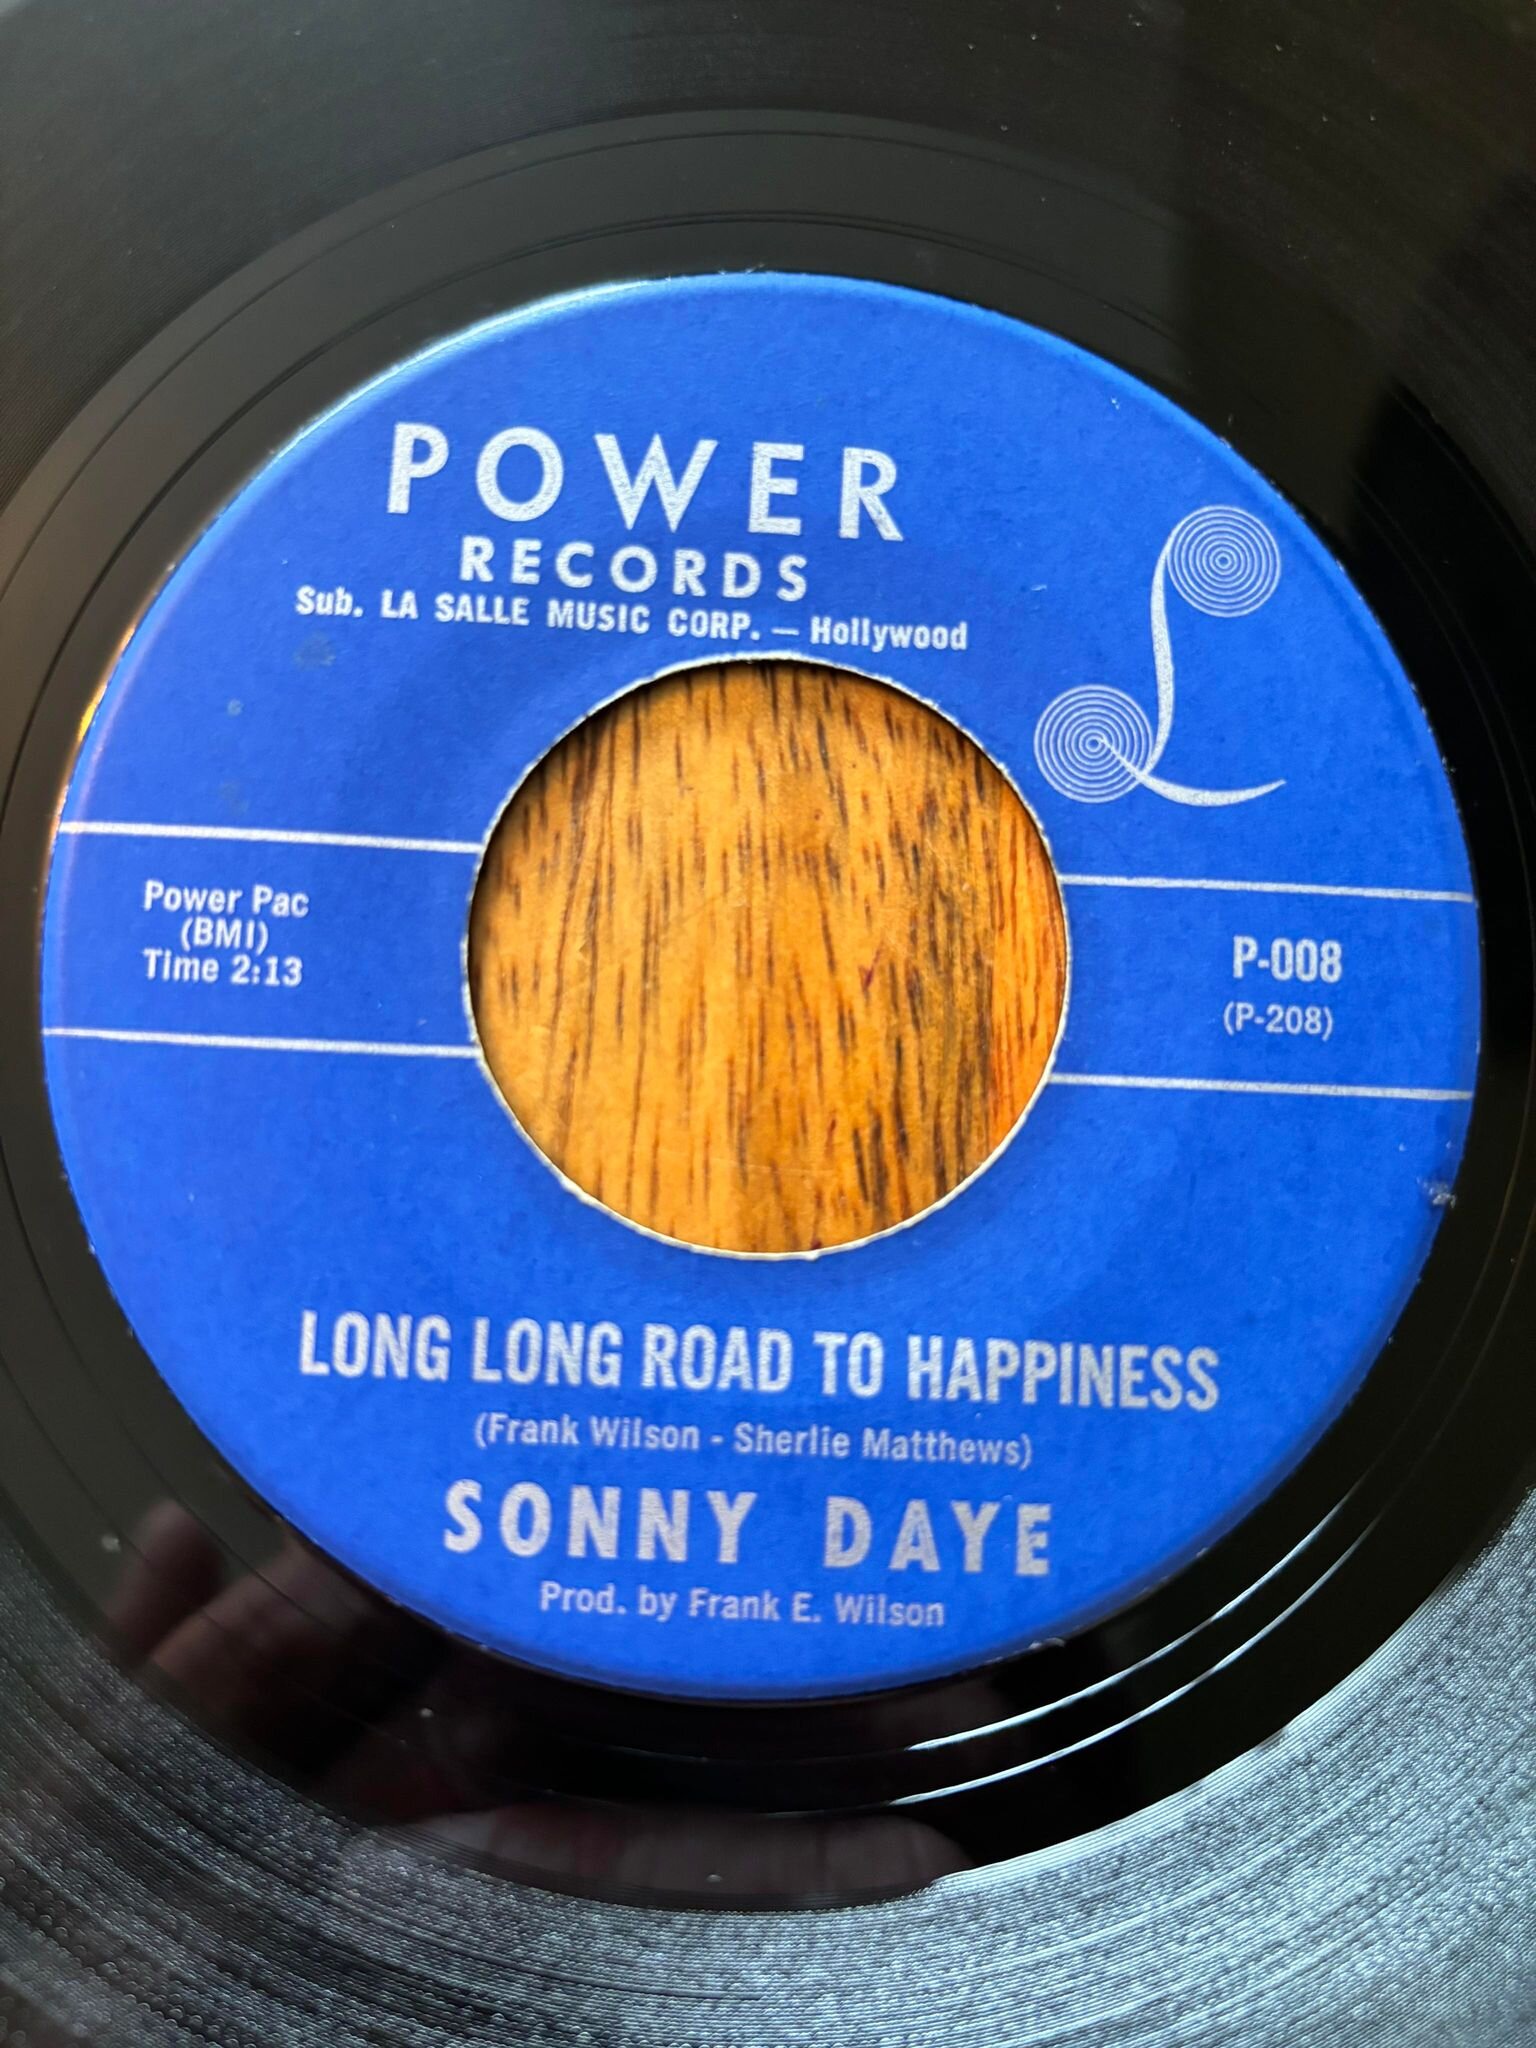 POWER
RECORDS
Sub. LA SALLE MUSIC CORP. — Hollywood
Power Pac
(BMI)
Time 2:13
P-008
(P-208)
LONG LONG ROAD TO HAPPINESS
(Frank Wilson - Sherlie Matthews)
SONNY DAYE
Prod. by Frank E. Wilson